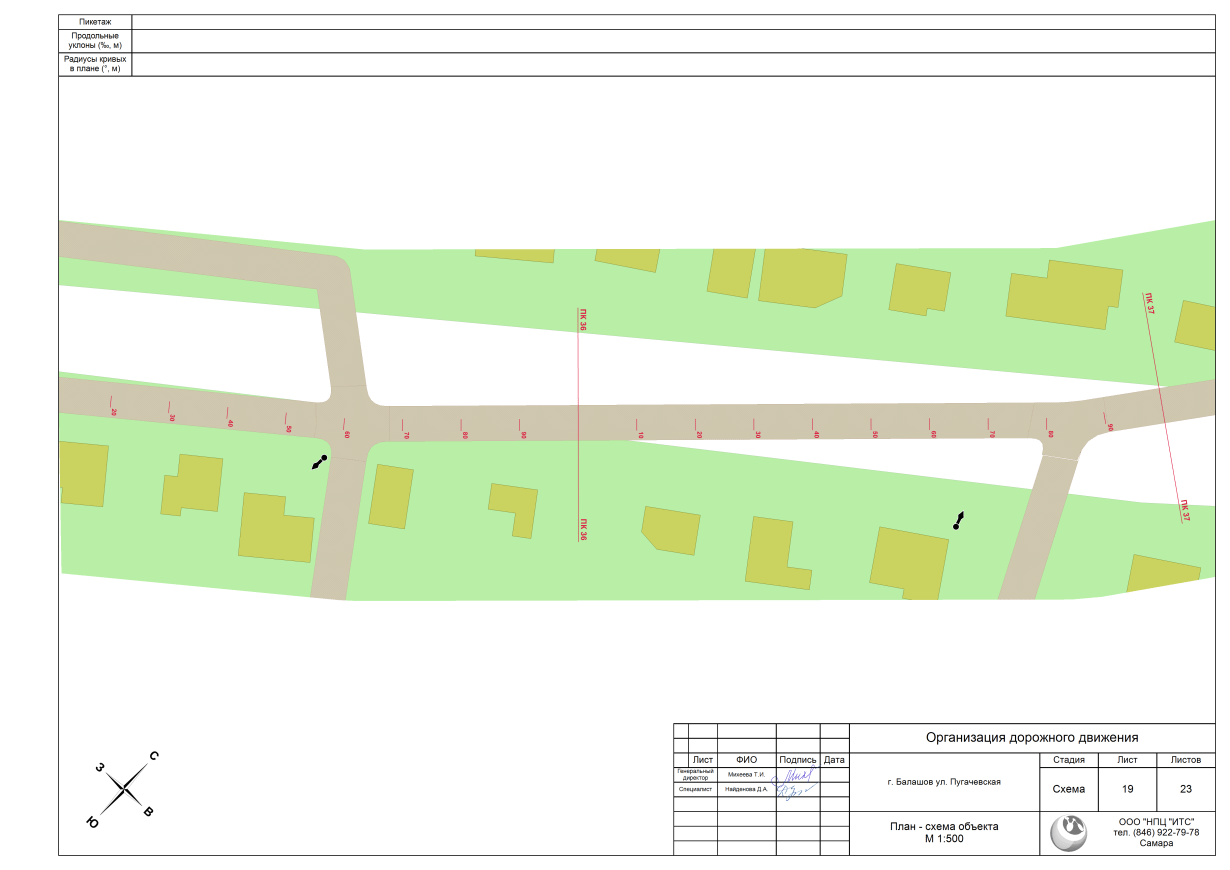 Пикетаж
Продольные
уклоны (‰, м)
Радиусы кривых
в плане (°, м)
ПК 36
ПК 37
20
30
40
50
60
70
80
90
10
20
30
40
50
60
70
80
90
ПК 36
ПК 37
З
С
Ю
В
Организация дорожного движения
Лист
ФИО
Подпись
Дата
Стадия
Лист
Листов
Генеральный
директор
Михеева Т.И.
Специалист
Найденова Д.А.
г. Балашов ул. Пугачевская
Схема
19
23
План - схема объекта
М 1:500
ООО "НПЦ "ИТС"
тел. (846) 922-79-78
Самара